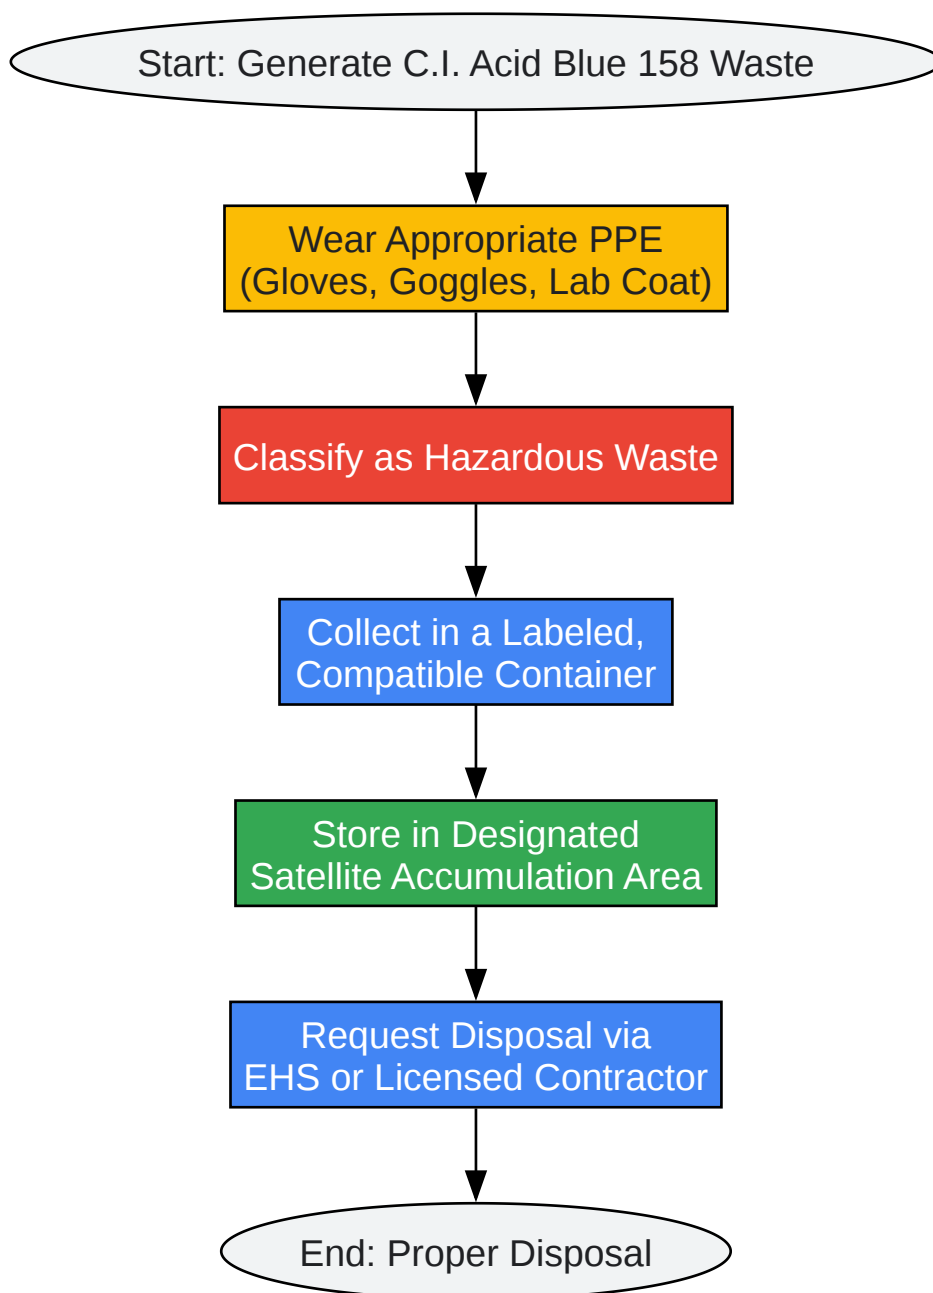 Start: Generate C.I. Acid Blue 158 Waste
Wear Appropriate PPE
(Gloves, Goggles, Lab Coat)
Classify as Hazardous Waste
Collect in a Labeled,
Compatible Container
Store in Designated
Satellite Accumulation Area
Request Disposal via
EHS or Licensed Contractor
End: Proper Disposal